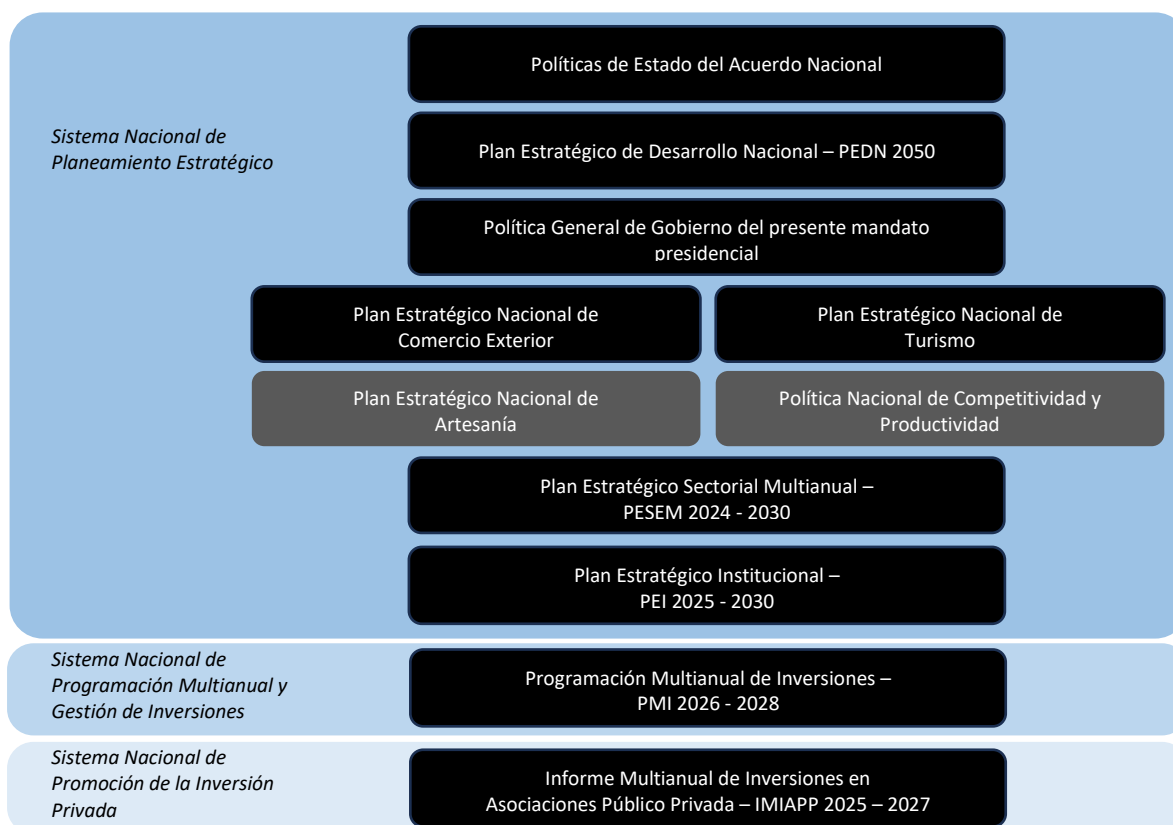 Políticas de Estado del Acuerdo Nacional
Sistema Nacional de
Planeamiento Estratégico
Plan Estratégico de Desarrollo Nacional – PEDN 2050
Política General de Gobierno del presente mandato
presidencial
Plan Estratégico Nacional de
Comercio Exterior
Plan Estratégico Nacional de
Turismo
Plan Estratégico Nacional de
Artesanía
Política Nacional de Competitividad y
Productividad
Plan Estratégico Sectorial Multianual –
PESEM 2024 - 2030
Plan Estratégico Institucional –
PEI 2025 - 2030
Sistema Nacional de
Programación Multianual y
Gestión de Inversiones
Programación Multianual de Inversiones –
PMI 2026 - 2028
Sistema Nacional de
Promoción de la Inversión
Privada
Informe Multianual de Inversiones en
Asociaciones Público Privada – IMIAPP 2025 – 2027